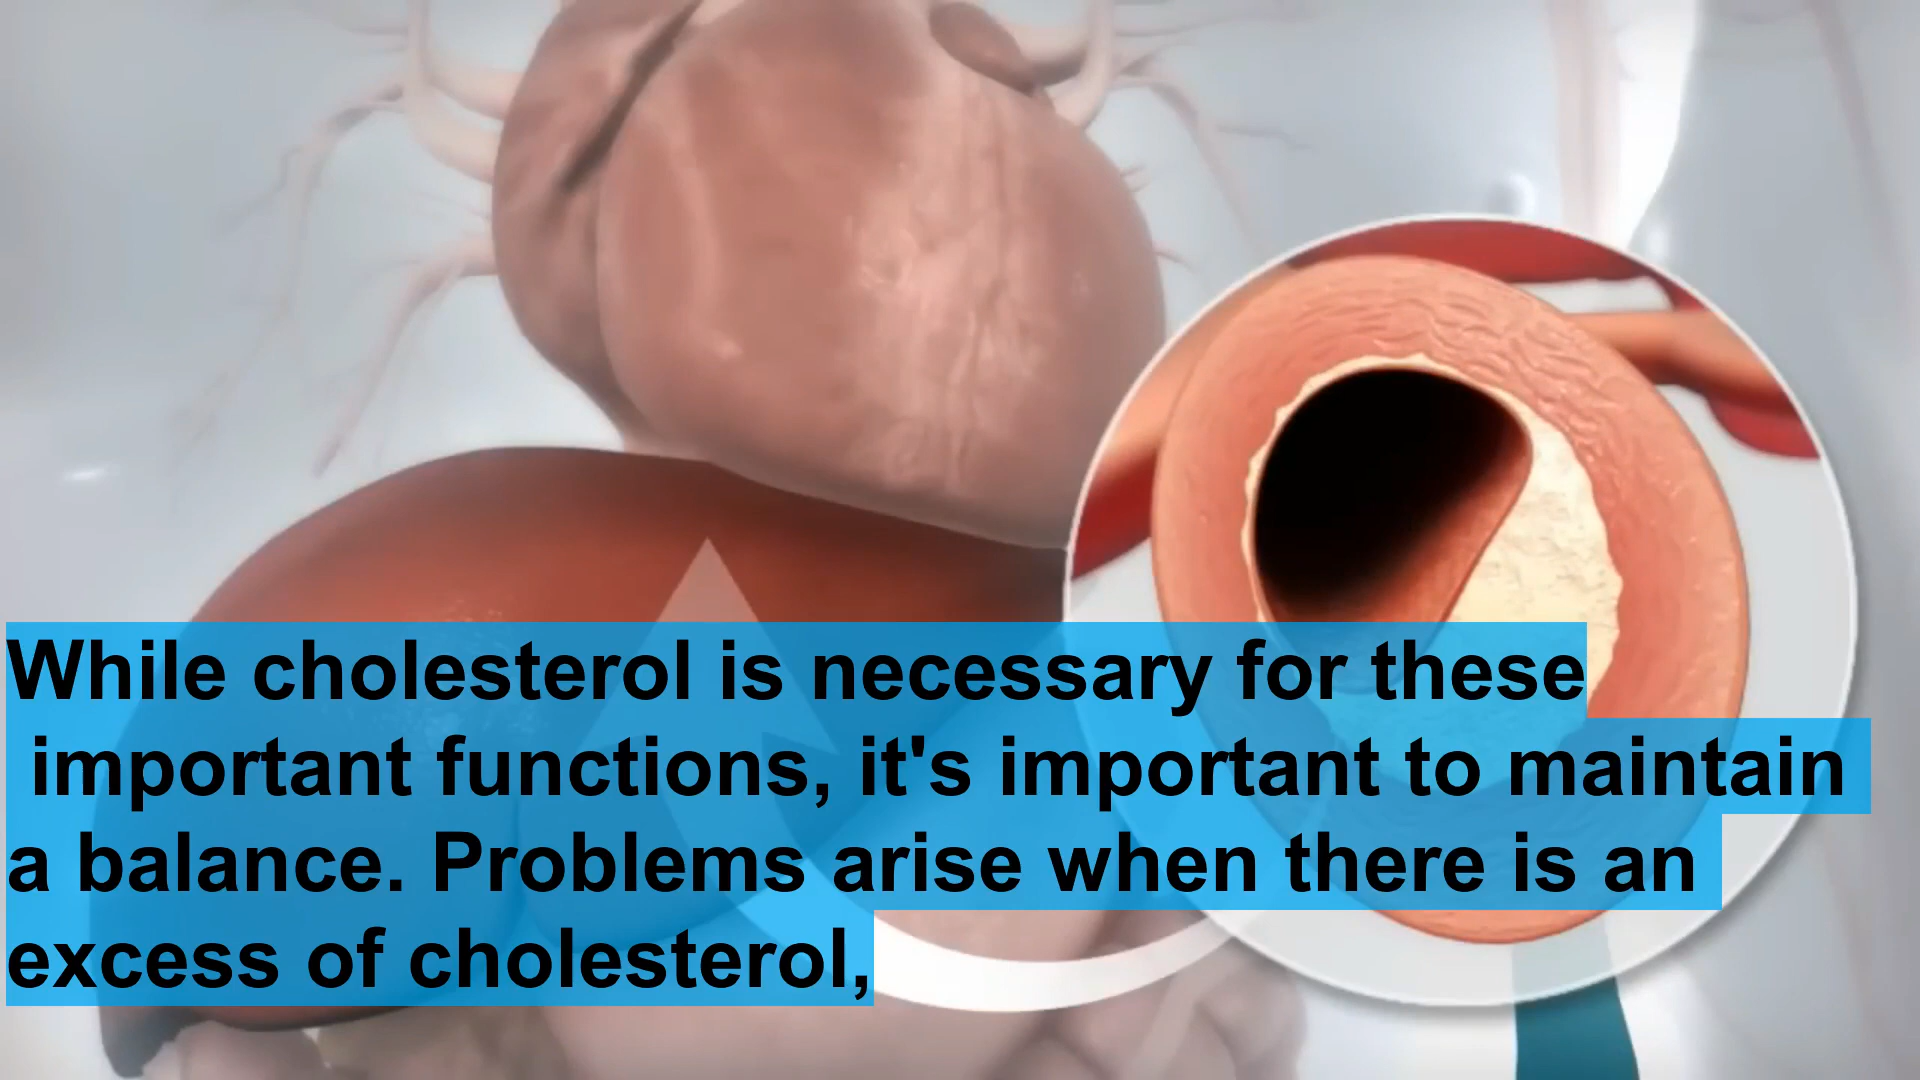 While cholesterol is necessary for these
important functions, it's important to maintain
a balance. Problems arise when there is an
excess of cholesterol,